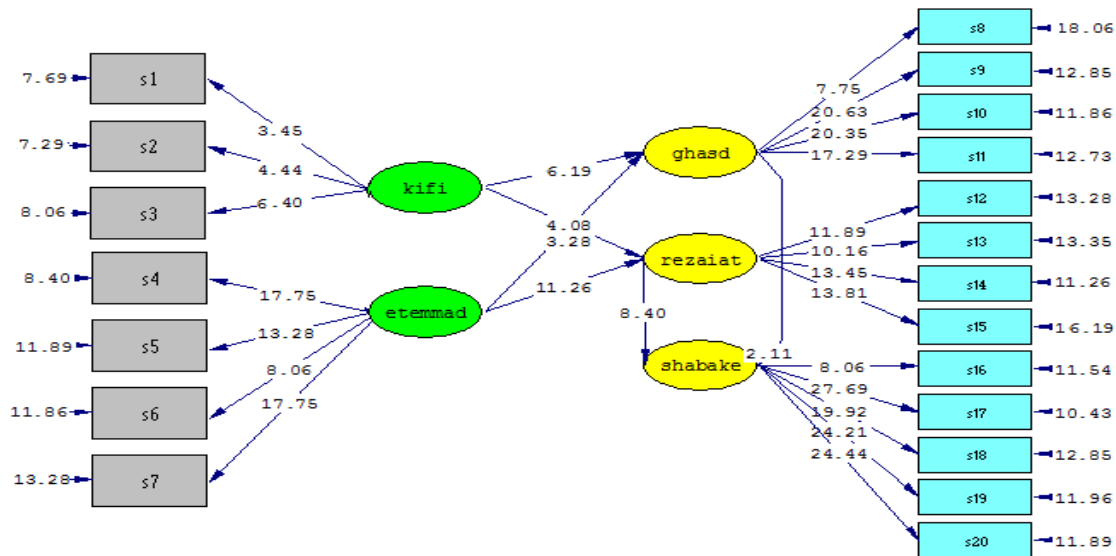 7.69 s1
7.29 s2
8.06 s3
8.40 s4
11.89 s5
11.86 s6
13.28 s7
3.45
4.44
6.40
17.75
13.28
8.06
17.75
kifi
etemmad
6.19
4.08
3.28
11.26
8.40
2.11
ghasd
rezaiat
shabake
7.75
20.63
20.35
17.29
11.89
10.16
13.45
13.81
8.06
27.69
19.92
24.21
24.44
s8 18.06
s9 12.85
s10 11.86
s11 12.73
s12 13.28
s13 13.35
s14 11.26
s15 16.19
s16 11.54
s17 10.43
s18 12.85
s19 11.96
s20 11.89